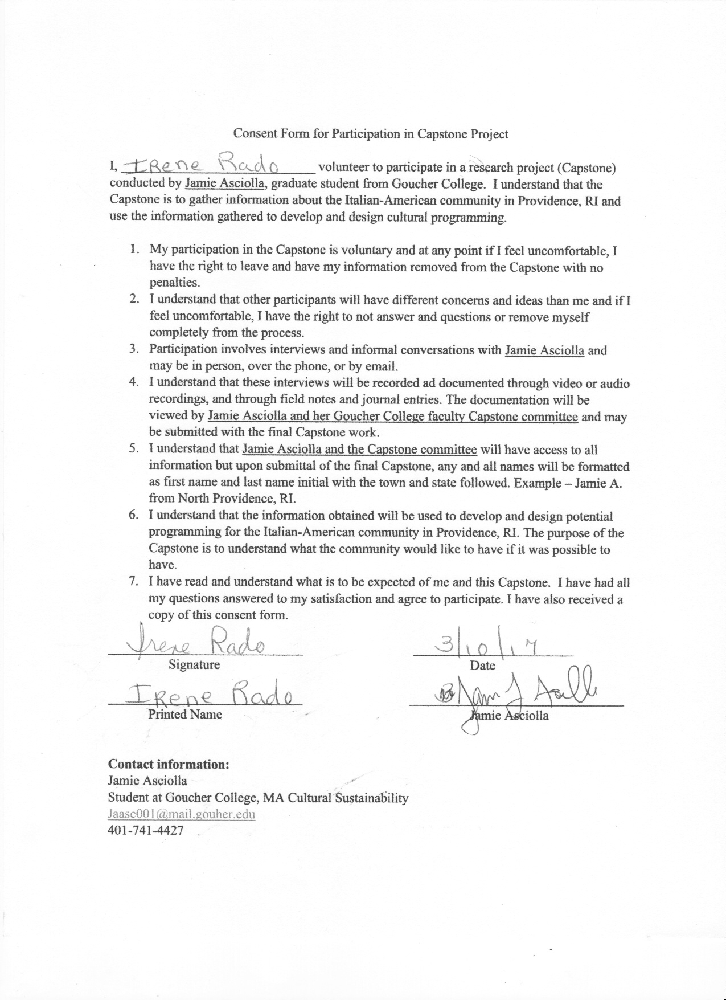 Consent Form for Participation in Capstone Project
I, Irene Rado volunteer to participate in a research project (Capstone)
conducted by Jamie Asciolla, graduate student from Goucher College. I understand that the
Capstone is to gather information about the Italian-American community in Providence, RI and
use the information gathered to develop and design cultural programming.
1. My participation in the Capstone is voluntary and at any point if I feel uncomfortable, I
have the right to leave and have my information removed from the Capstone with no
penalties.
2. I understand that other participants will have different concerns and ideas than me and if I
feel uncomfortable, I have the right to not answer and questions or remove myself
completely from the process.
3. Participation involves interviews and informal conversations with Jamie Asciolla and
may be in person, over the phone, or by email.
4. I understand that these interviews will be recorded ad documented through video or audio
recordings, and through field notes and journal entries. The documentation will be
viewed by Jamie Asciolla and her Goucher College faculty Capstone committee and may
be submitted with the final Capstone work.
5. I understand that Jamie Asciolla and the Capstone committee will have access to all
information but upon submittal of the final Capstone, any and all names will be formatted
as first name and last name initial with the town and state followed. Example – Jamie A.
from North Providence, RI.
6. I understand that the information obtained will be used to develop and design potential
programming for the Italian-American community in Providence, RI. The purpose of the
Capstone is to understand what the community would like to have if it was possible to
have.
7. I have read and understand what is to be expected of me and this Capstone. I have had all
my questions answered to my satisfaction and agree to participate. I have also received a
copy of this consent form.
Irene Rado 3/10/17
Signature Date
Irene Rado
Printed Name Jamie Asciolla
Contact information:
Jamie Asciolla
Student at Goucher College, MA Cultural Sustainability
Jaasc001@mail.gouher.edu
401-741-4427